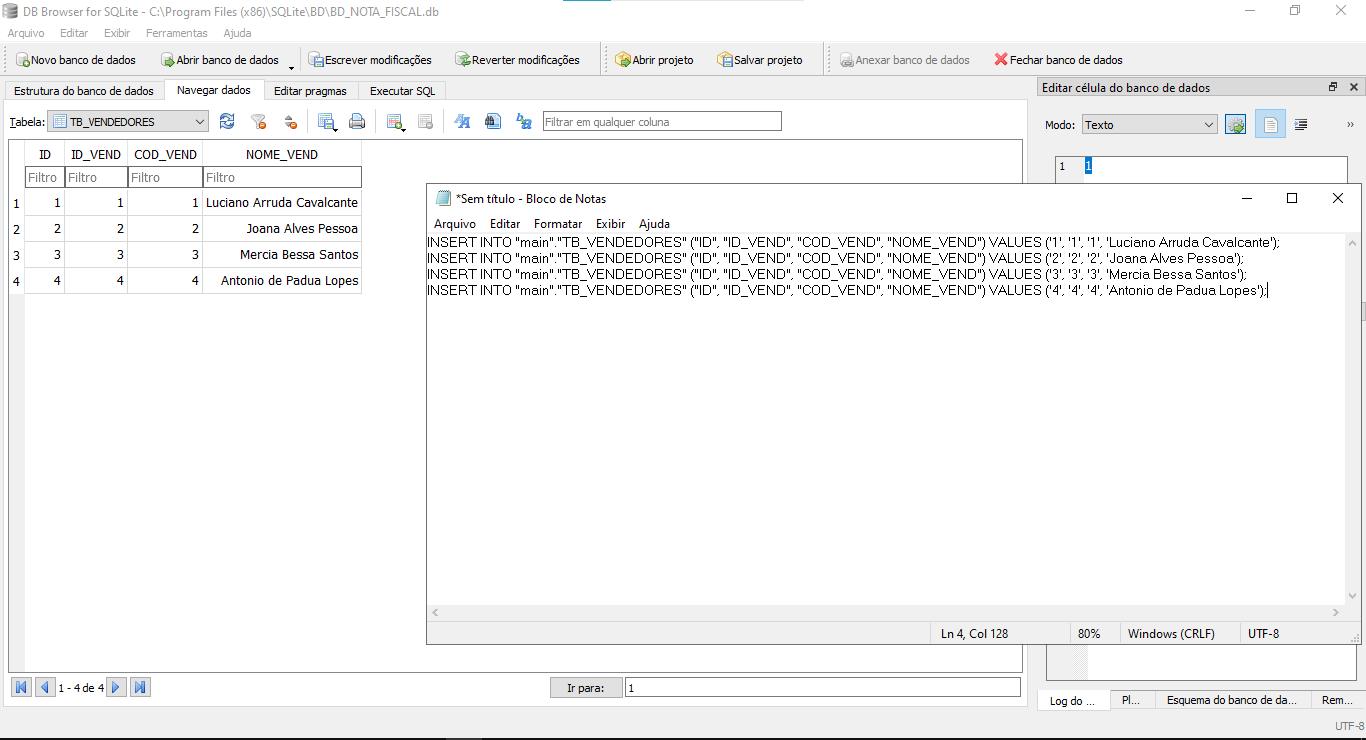 DB Browser for SQLite - C:\Program Files (x86)\SQLite\BD\BD_NOTA_FISCAL.db
Arquivo Editar Exibir Ferramentas Ajuda
Novo banco de dados Abrir banco de dados Escrever modificações Reverter modificações Abrir projeto Salvar projeto Anexar banco de dados Fechar banco de dados
Estrutura do banco de dados Navegar dados Editar pragmas Executar SQL
Editar célula do banco de dados
Tabela: TB_VENDEDORES Filtrar em qualquer coluna
Modo: Texto
ID ID_VEND COD_VEND NOME_VEND
Filtro Filtro Filtro Filtro
1 1 1 1 Luciano Arruda Cavalcante
2 2 2 2 Joana Alves Pessoa
3 3 3 3 Mercia Bessa Santos
4 4 4 4 Antonio de Padua Lopes
1 1
*Sem título - Bloco de Notas
Arquivo Editar Formatar Exibir Ajuda
INSERT INTO "main"."TB_VENDEDORES" ("ID", "ID_VEND", "COD_VEND", "NOME_VEND") VALUES ('1', '1', '1', 'Luciano Arruda Cavalcante');
INSERT INTO "main"."TB_VENDEDORES" ("ID", "ID_VEND", "COD_VEND", "NOME_VEND") VALUES ('2', '2', '2', 'Joana Alves Pessoa');
INSERT INTO "main"."TB_VENDEDORES" ("ID", "ID_VEND", "COD_VEND", "NOME_VEND") VALUES ('3', '3', '3', 'Mercia Bessa Santos');
INSERT INTO "main"."TB_VENDEDORES" ("ID", "ID_VEND", "COD_VEND", "NOME_VEND") VALUES ('4', '4', '4', 'Antonio de Padua Lopes');
Ln 4, Col 128 80% Windows (CRLF) UTF-8
1 - 4 de 4 Ir para: 1
Log do ... Pl... Esquema do banco de da... Rem...
UTF-8